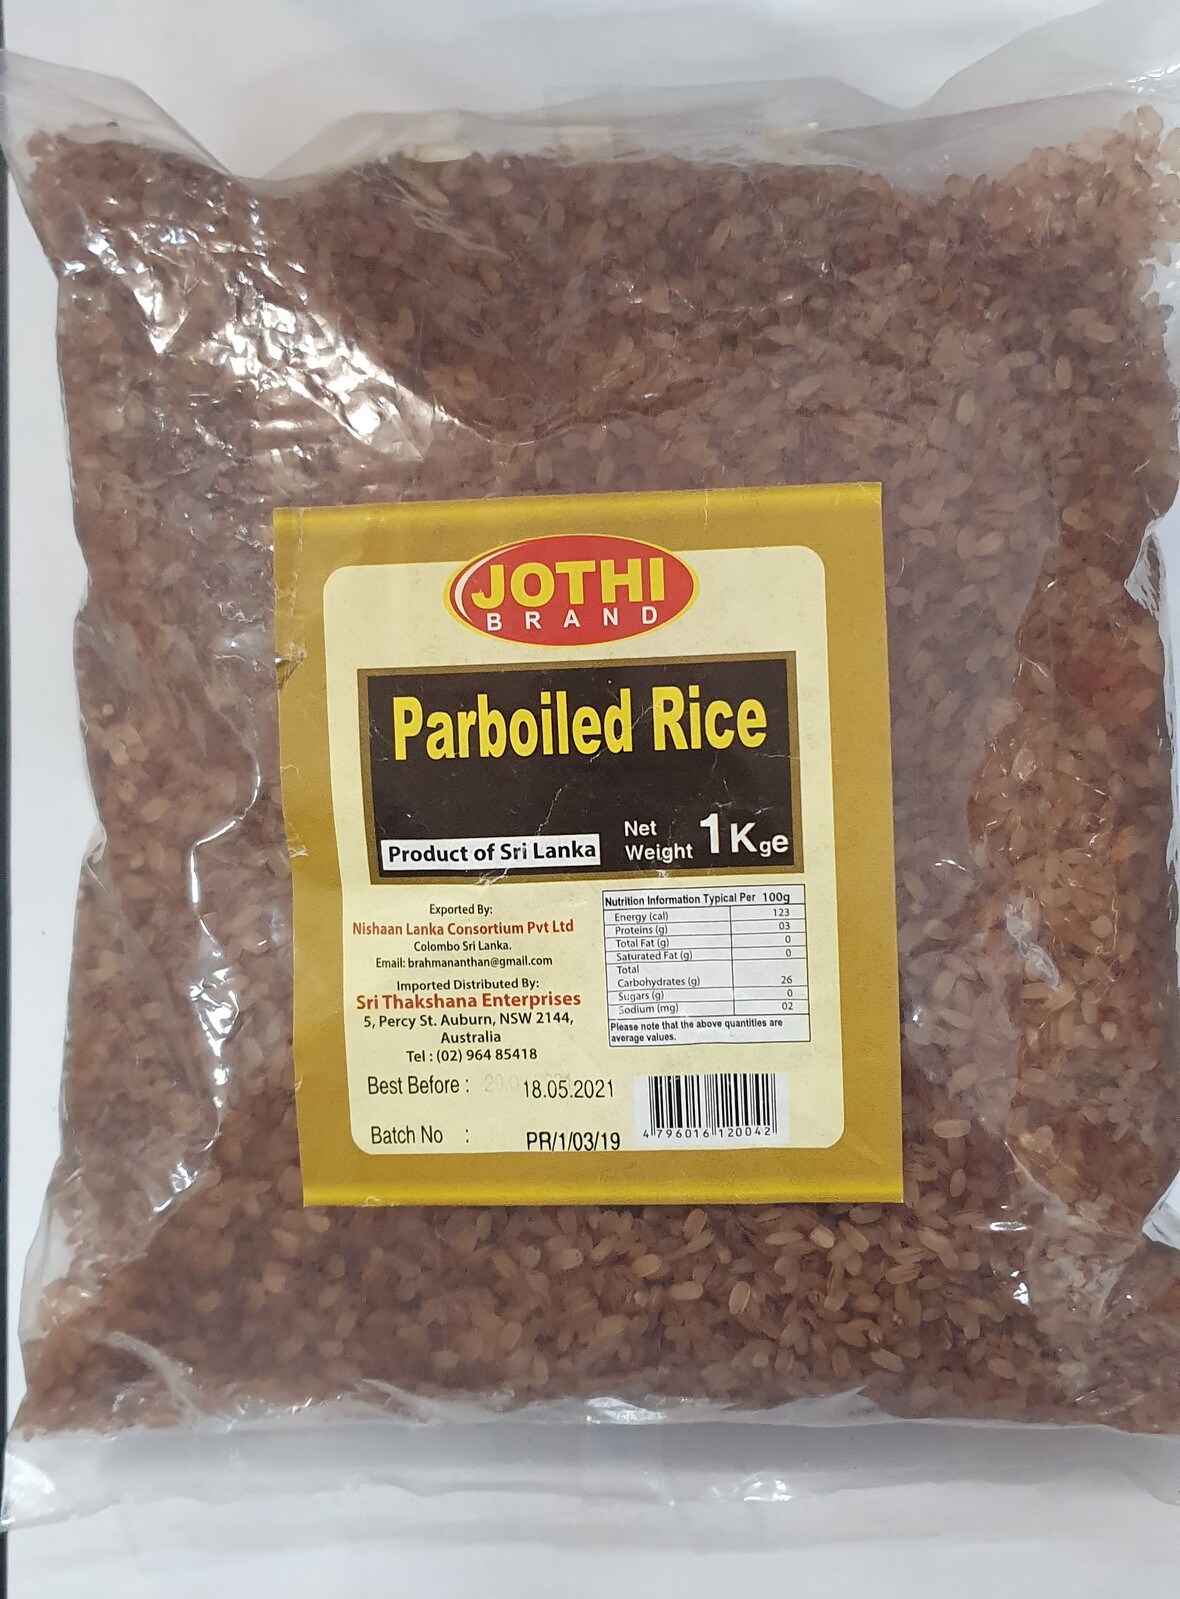 JOTHI
BRAND
Parboiled Rice
Product of Sri Lanka
Net
Weight 1Kge
Exported By:
Nishaan Lanka Consortium Pvt Ltd
Colombo Sri Lanka.
Email: brahmananthan@gmail.com
Imported Distributed By:
Sri Thakshana Enterprises
5, Percy St. Auburn, NSW 2144,
Australia
Tel : (02) 964 85418
Best Before : 18.05.2021
Batch No : PR/1/03/19
Nutrition Information Typical Per 100g
Energy (cal) 123
Proteins (g) 03
Total Fat (g) 0
Saturated Fat (g) 0
Total
Carbohydrates (g) 26
Sugars (g) 0
Sodium (mg) 02
Please note that the above quantities are
average values.
4 796016 120042